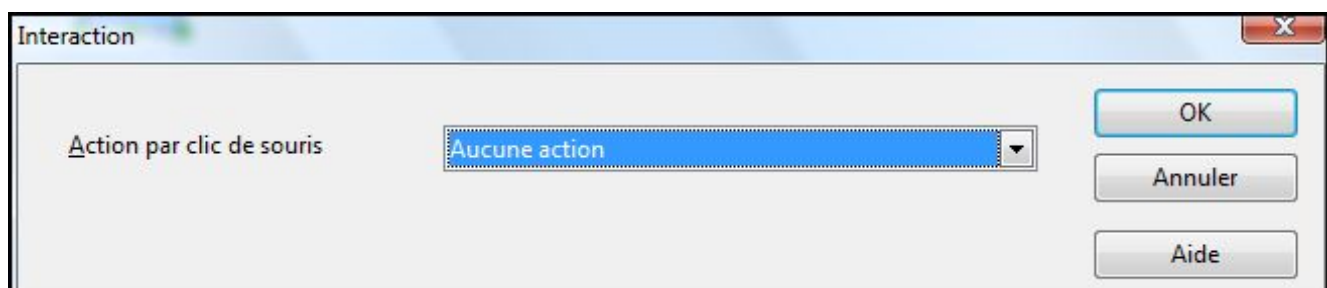 Interaction
OK
Action par clic de souris Aucune action
Annuler
Aide